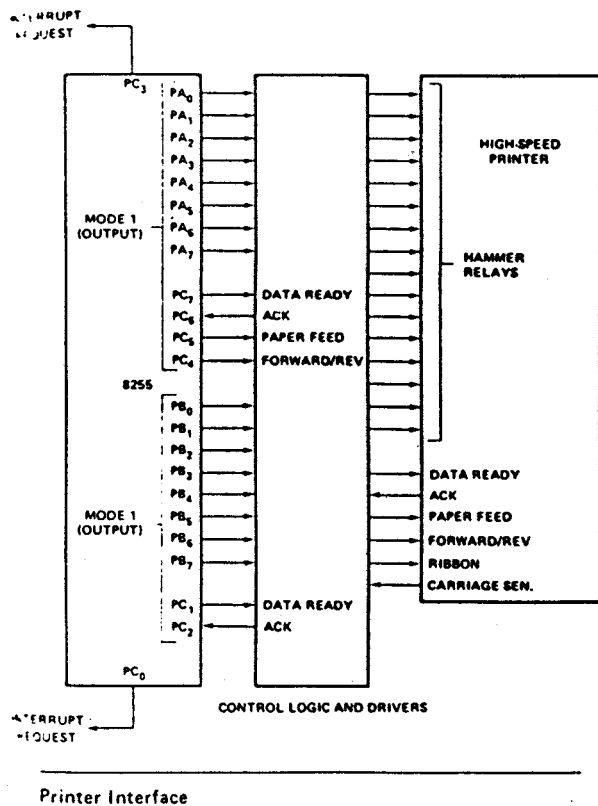 INTERRUPT
REQUEST
PC3
PA0
PA1
PA2
PA3
PA4
PA5
PA6
PA7
MODE 1
(OUTPUT)
PC7
PC6
PC5
PC4
8255
PB0
PB1
PB2
PB3
PB4
PB5
PB6
PB7
MODE 1
(OUTPUT)
PC1
PC2
PC0
INTERRUPT
REQUEST
DATA READY
ACK
PAPER FEED
FORWARD/REV
DATA READY
ACK
CONTROL LOGIC AND DRIVERS
HIGH-SPEED
PRINTER
HAMMER
RELAYS
DATA READY
ACK
PAPER FEED
FORWARD/REV
RIBBON
CARRIAGE SEN.
Printer Interface